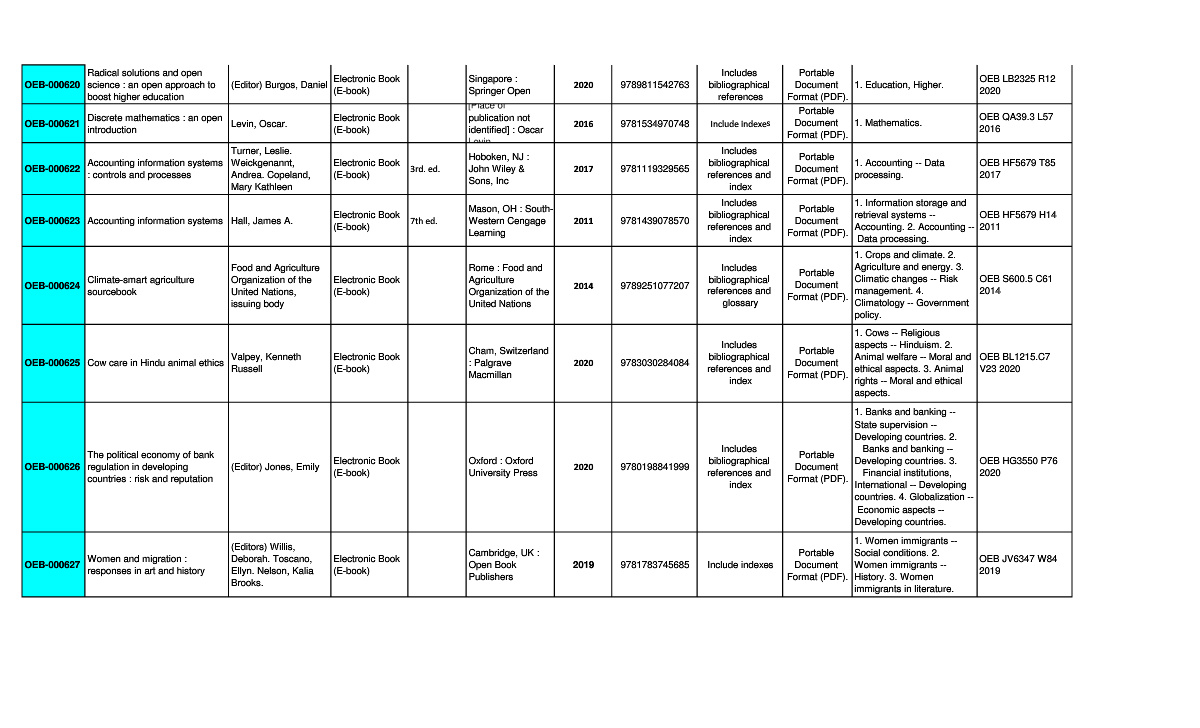 OEB-000620
Radical solutions and open
science : an open approach to
boost higher education
(Editor) Burgos, Daniel
Electronic Book
(E-book)
Singapore :
Springer Open
2020
9789811542763
Includes
bibliographical
references
Portable
Document
Format (PDF).
1. Education, Higher.
OEB LB2325 R12
2020
OEB-000621
Discrete mathematics : an open
introduction
Levin, Oscar.
Electronic Book
(E-book)
[Place of
publication not
identified] : Oscar
Levin
2016
9781534970748
Include Indexes
Portable
Document
Format (PDF).
1. Mathematics.
OEB QA39.3 L57
2016
OEB-000622
Accounting information systems
: controls and processes
Turner, Leslie.
Weickgenannt,
Andrea. Copeland,
Mary Kathleen
Electronic Book
(E-book)
3rd. ed.
Hoboken, NJ :
John Wiley &
Sons, Inc
2017
9781119329565
Includes
bibliographical
references and
index
Portable
Document
Format (PDF).
1. Accounting -- Data
processing.
OEB HF5679 T85
2017
OEB-000623
Accounting information systems
Hall, James A.
Electronic Book
(E-book)
7th ed.
Mason, OH : South-
Western Cengage
Learning
2011
9781439078570
Includes
bibliographical
references and
index
Portable
Document
Format (PDF).
1. Information storage and
retrieval systems --
Accounting. 2. Accounting --
Data processing.
OEB HF5679 H14
2011
OEB-000624
Climate-smart agriculture
sourcebook
Food and Agriculture
Organization of the
United Nations,
issuing body
Electronic Book
(E-book)
Rome : Food and
Agriculture
Organization of the
United Nations
2014
9789251077207
Includes
bibliographical
references and
glossary
Portable
Document
Format (PDF).
1. Crops and climate. 2.
Agriculture and energy. 3.
Climatic changes -- Risk
management. 4.
Climatology -- Government
policy.
OEB S600.5 C61
2014
OEB-000625
Cow care in Hindu animal ethics
Valpey, Kenneth
Russell
Electronic Book
(E-book)
Cham, Switzerland
: Palgrave
Macmillan
2020
9783030284084
Includes
bibliographical
references and
index
Portable
Document
Format (PDF).
1. Cows -- Religious
aspects -- Hinduism. 2.
Animal welfare -- Moral and
ethical aspects. 3. Animal
rights -- Moral and ethical
aspects.
OEB BL1215.C7
V23 2020
OEB-000626
The political economy of bank
regulation in developing
countries : risk and reputation
(Editor) Jones, Emily
Electronic Book
(E-book)
Oxford : Oxford
University Press
2020
9780198841999
Includes
bibliographical
references and
index
Portable
Document
Format (PDF).
1. Banks and banking --
State supervision --
Developing countries. 2.
Banks and banking --
Developing countries. 3.
Financial institutions,
International -- Developing
countries. 4. Globalization --
Economic aspects --
Developing countries.
OEB HG3550 P76
2020
OEB-000627
Women and migration :
responses in art and history
(Editors) Willis,
Deborah. Toscano,
Ellyn. Nelson, Kalia
Brooks.
Electronic Book
(E-book)
Cambridge, UK :
Open Book
Publishers
2019
9781783745685
Include indexes
Portable
Document
Format (PDF).
1. Women immigrants --
Social conditions. 2.
Women immigrants --
History. 3. Women
immigrants in literature.
OEB JV6347 W84
2019